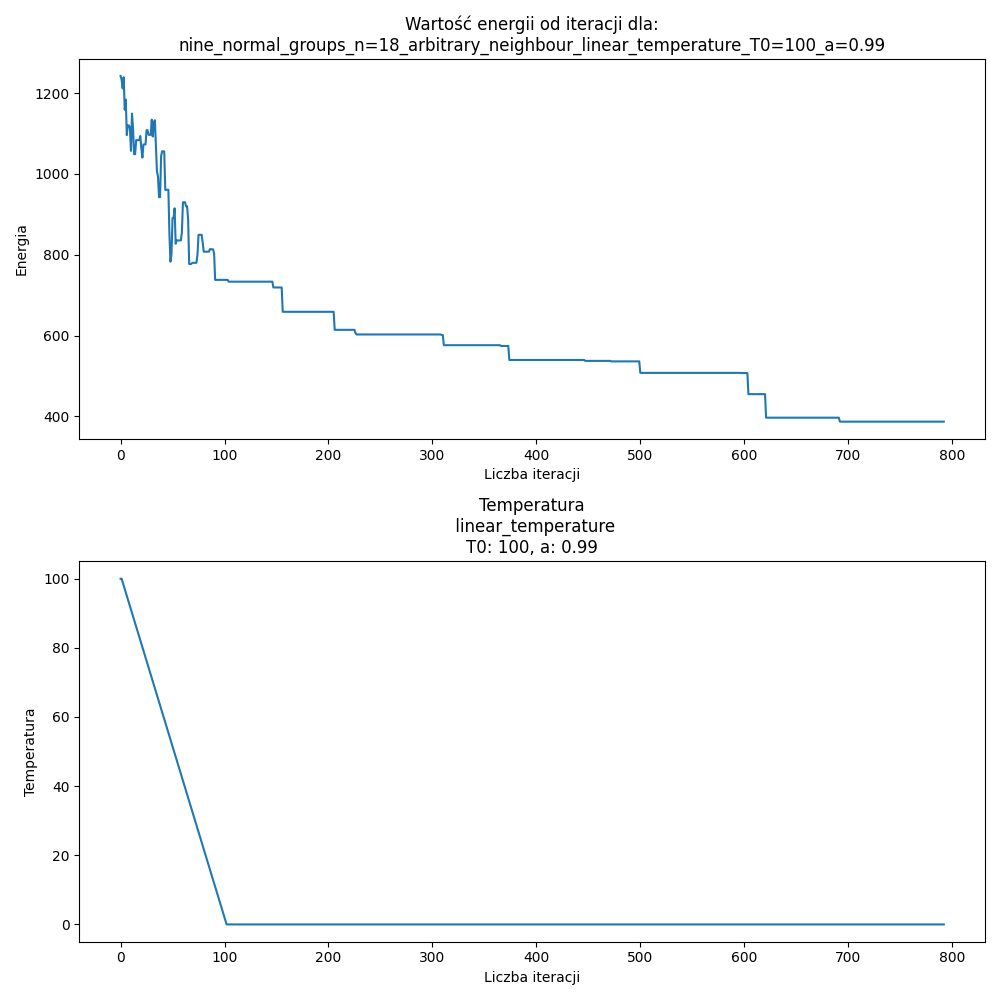 Wartość energii od iteracji dla:
nine_normal_groups_n=18_arbitrary_neighbour_linear_temperature_T0=100_a=0.99
1200
1000
800
600
400
Energia
0 100 200 300 400 500 600 700 800
Liczba iteracji
Temperatura
linear_temperature
T0: 100, a: 0.99
100
80
60
40
20
0
Temperatura
0 100 200 300 400 500 600 700 800
Liczba iteracji